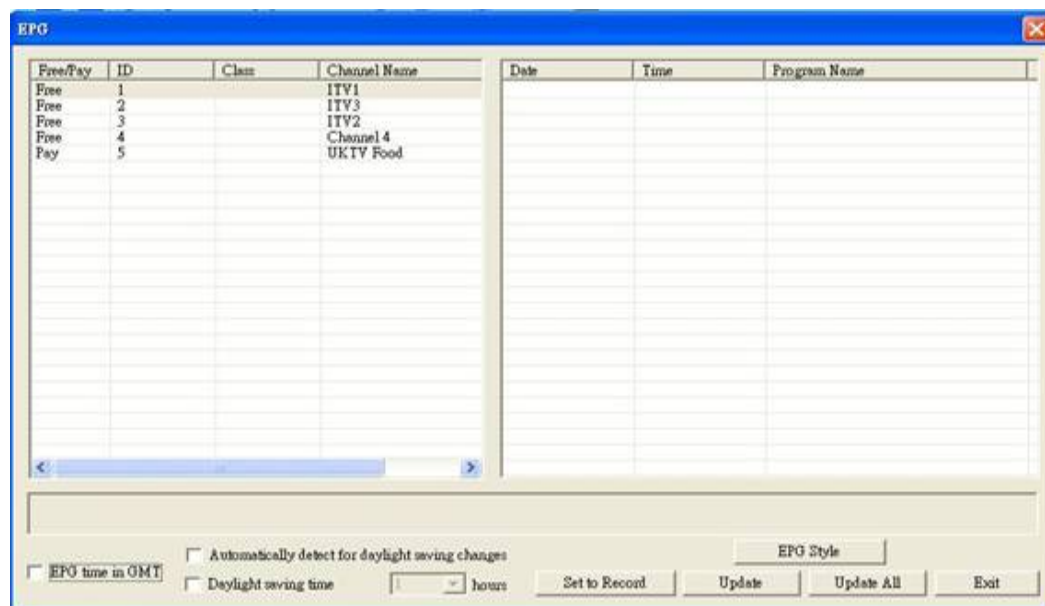 EPG
Free/Pay ID Class Channel Name Date Time Program Name
Free 1 ITV1
Free 2 ITV3
Free 3 ITV2
Free 4 Channel 4
Pay 5 UKTV Food
EPG Style
Automatically detect for daylight saving changes
EPG time in GMT
Daylight saving time 1 hours Set to Record Update Update All Exit